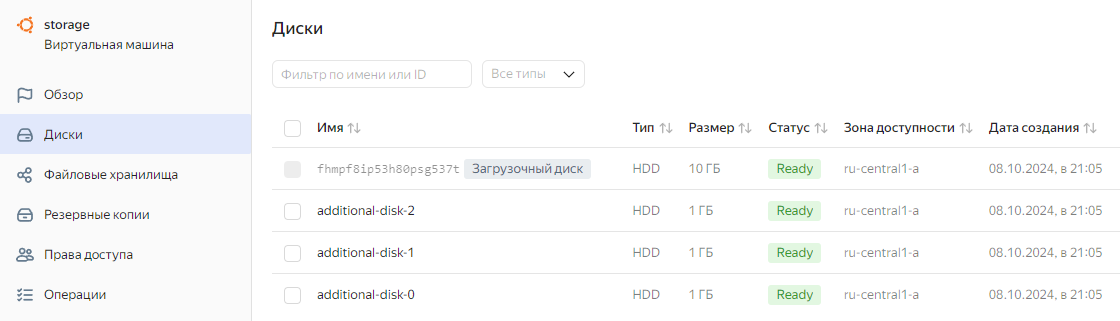 storage
Виртуальная машина
Обзор
Диски
Файловые хранилища
Резервные копии
Права доступа
Операции
Диски
Фильтр по имени или ID Все типы
Имя Тип Размер Статус Зона доступности Дата создания
fhmpf8ip53h80psg537t Загрузочный диск HDD 10 ГБ Ready ru-central1-a 08.10.2024, в 21:05
additional-disk-2 HDD 1 ГБ Ready ru-central1-a 08.10.2024, в 21:05
additional-disk-1 HDD 1 ГБ Ready ru-central1-a 08.10.2024, в 21:05
additional-disk-0 HDD 1 ГБ Ready ru-central1-a 08.10.2024, в 21:05